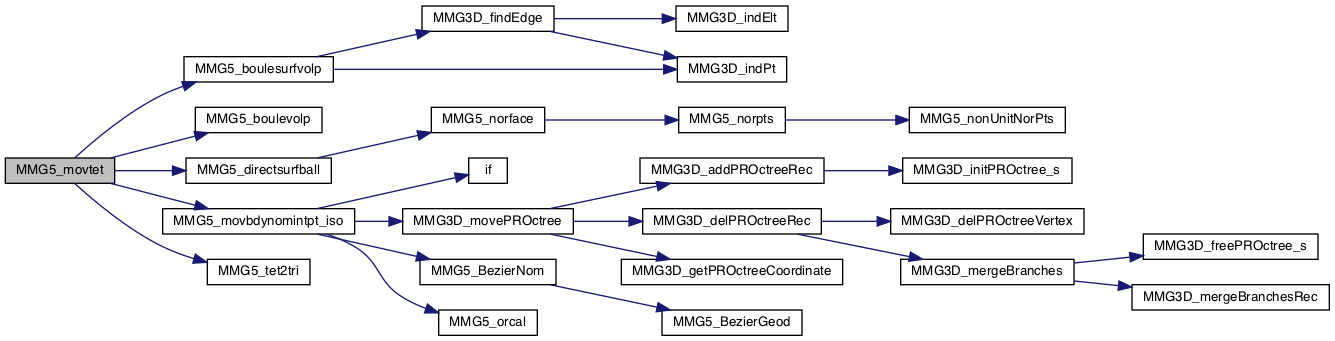 MMG5_movtet
MMG5_boulesurfvolp
MMG3D_findEdge
MMG3D_indElt
MMG3D_indPt
MMG5_boulevolp
MMG5_directsurfball
MMG5_norface
MMG5_norpts
MMG5_nonUnitNorPts
MMG5_movbdynomintpt_iso
if
MMG3D_movePROctree
MMG3D_addPROctreeRec
MMG3D_initPROctree_s
MMG3D_delPROctreeRec
MMG3D_delPROctreeVertex
MMG3D_mergeBranches
MMG3D_freePROctree_s
MMG3D_mergeBranchesRec
MMG3D_getPROctreeCoordinate
MMG5_BezierNom
MMG5_BezierGeod
MMG5_orcal
MMG5_tet2tri